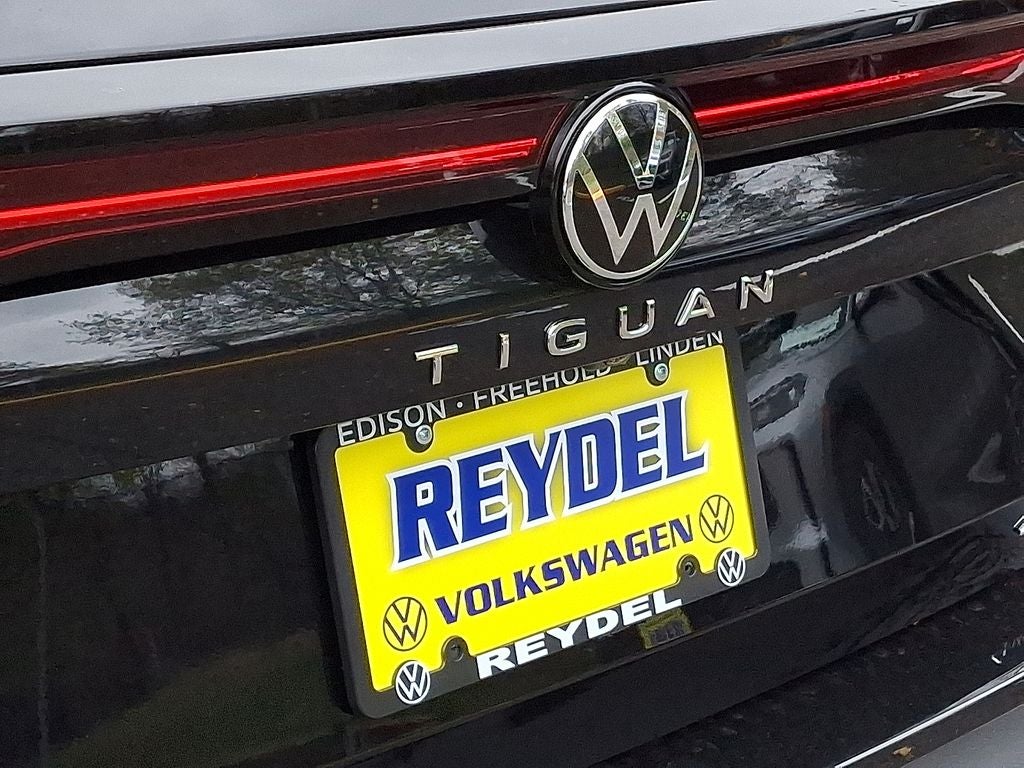 TIGUAN
EDISON · FREEHOLD · LINDEN
REYDEL
VOLKSWAGEN
REYDEL